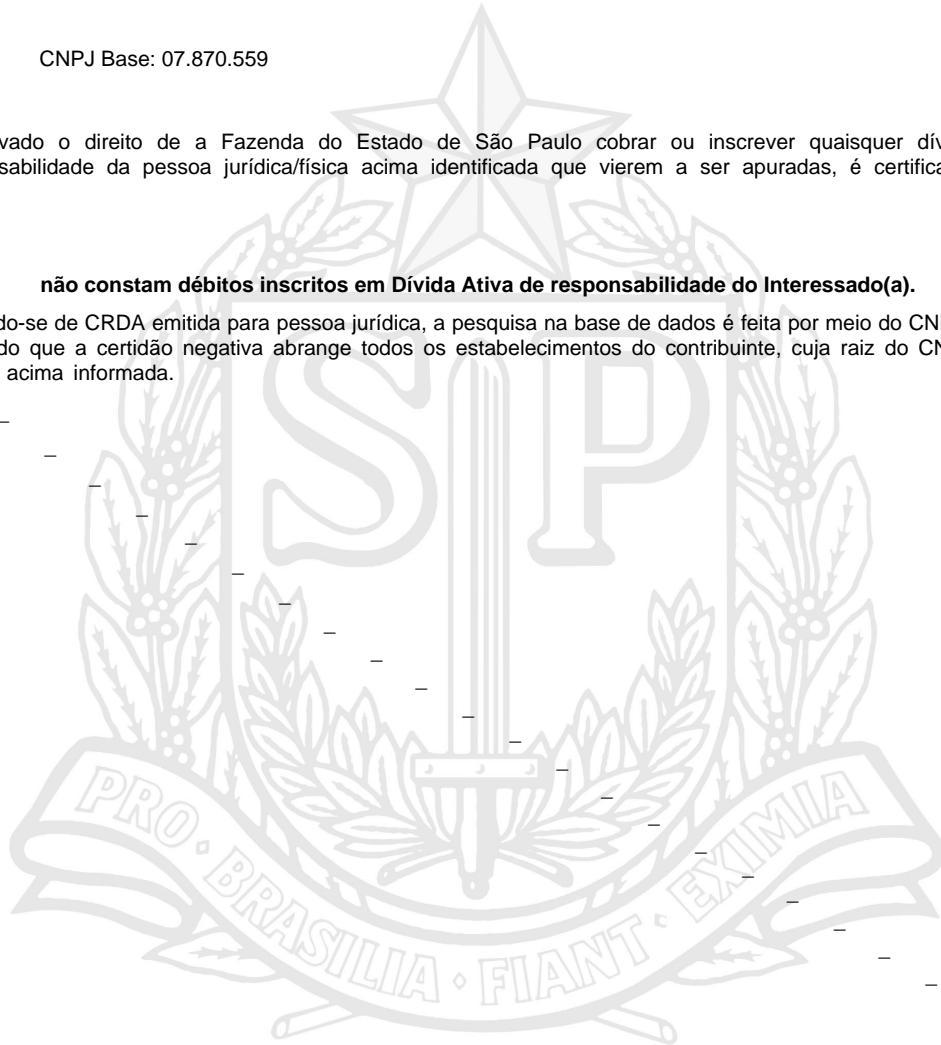 CNPJ Base: 07.870.559
vado o direito de a Fazenda do Estado de São Paulo cobrar ou inscrever quaisquer dív
sabilidade da pessoa jurídica/física acima identificada que vierem a ser apuradas, é certifica
não constam débitos inscritos em Dívida Ativa de responsabilidade do Interessado(a).
do-se de CRDA emitida para pessoa jurídica, a pesquisa na base de dados é feita por meio do CN
do que a certidão negativa abrange todos os estabelecimentos do contribuinte, cuja raiz do CN
acima informada.
SP
PRO · BRASILIA · FIANT · EXIMIA